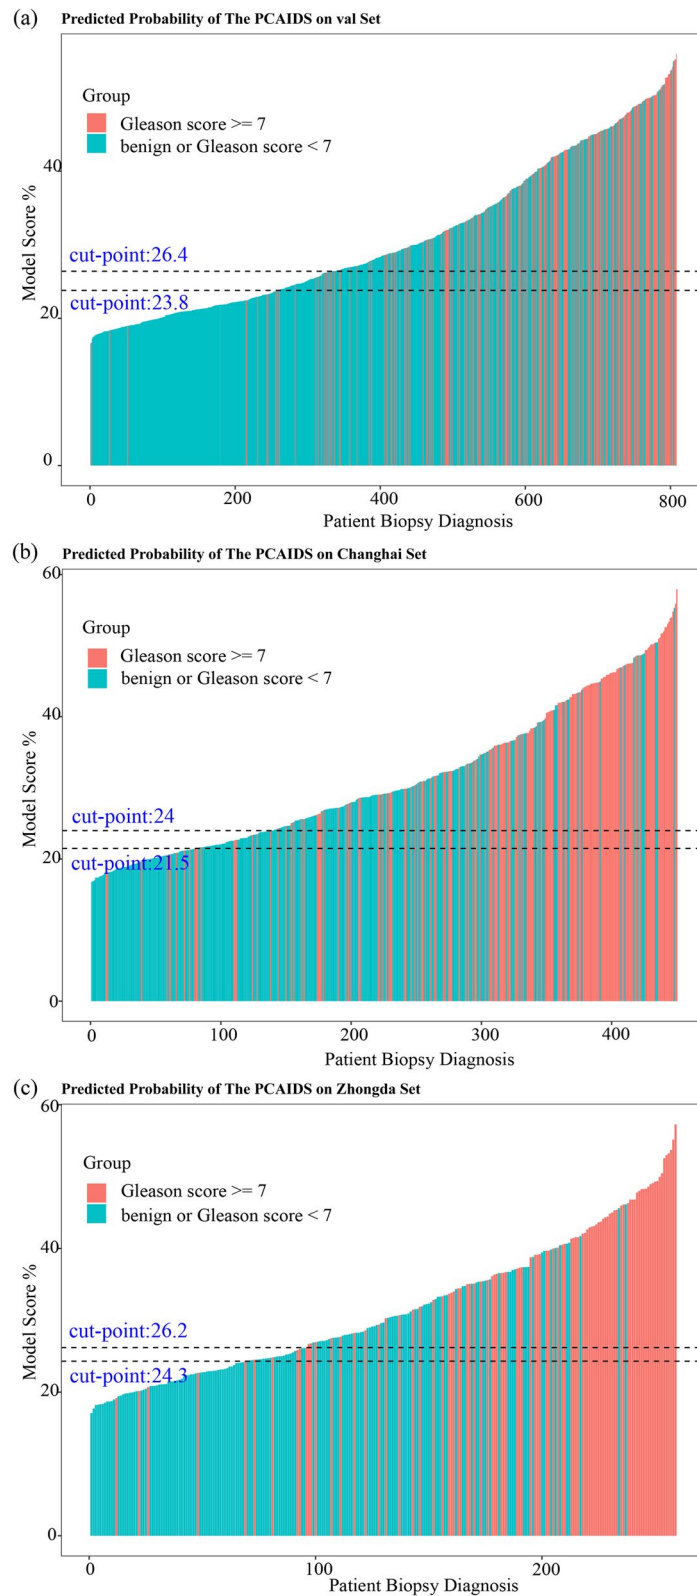 (a) Predicted Probability of The PCAIDS on val Set
Group
Gleason score >= 7
benign or Gleason score < 7
Model Score %
40
cut-point:26.4
cut-point:23.8
20
0
0 200 400 600 800
Patient Biopsy Diagnosis
(b) Predicted Probability of The PCAIDS on Changhai Set
60
Group
Gleason score >= 7
benign or Gleason score < 7
Model Score %
40
cut-point:24
20
cut-point:21.5
0
0 100 200 300 400
Patient Biopsy Diagnosis
(c) Predicted Probability of The PCAIDS on Zhongda Set
60
Group
Gleason score >= 7
benign or Gleason score < 7
Model Score %
40
cut-point:26.2
cut-point:24.3
20
0
0 100 200
Patient Biopsy Diagnosis